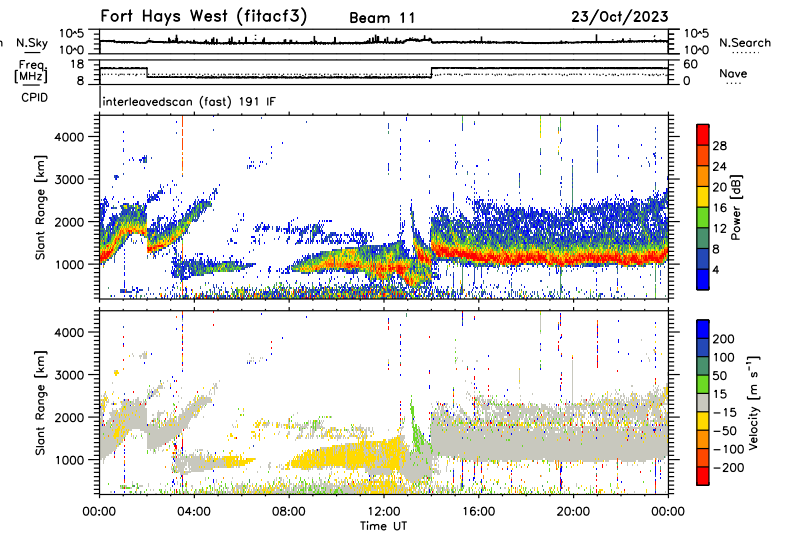 Fort Hays West (fitacf3) Beam 11 23/Oct/2023
N.Sky 10^5 10^0 10^5 10^0 N.Search
Freq. [MHz] 18 8 60 0 Nave
CPID interleavedscan (fast) 191 IF
Slant Range [km]
4000
3000
2000
1000
28
24
20
16
12
8
4
Power [dB]
Slant Range [km]
4000
3000
2000
1000
200
100
50
15
−15
−50
−100
−200
Velocity [m s⁻¹]
00:00 04:00 08:00 12:00 16:00 20:00 00:00
Time UT